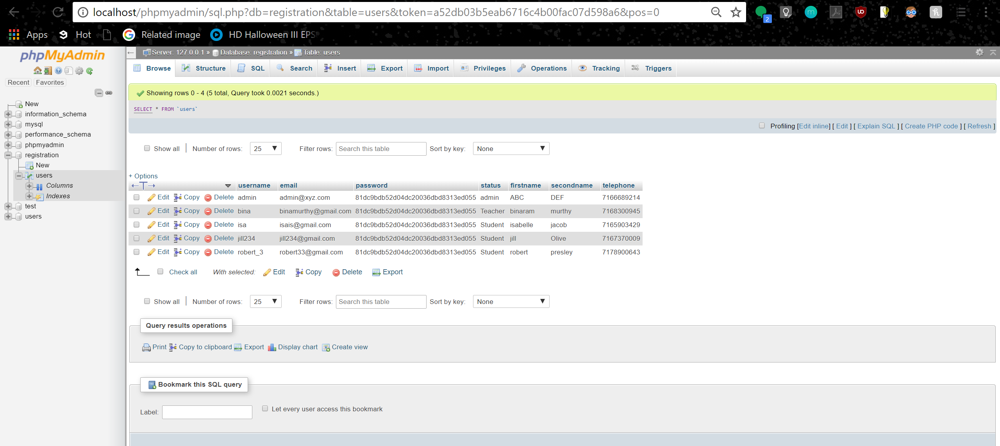 localhost/phpmyadmin/sql.php?db=registration&table=users&token=a52db03b5eab6716c4b00fac07d598a6&pos=0
2
Apps Hot Related image HD Halloween III EPS
phpMyAdmin
Recent Favorites
New
information_schema
mysql
performance_schema
phpmyadmin
registration
New
users
Columns
Indexes
test
users
Server: 127.0.0.1 » Database: registration » Table: users
Browse Structure SQL Search Insert Export Import Privileges Operations Tracking Triggers
Showing rows 0 - 4 (5 total, Query took 0.0021 seconds.)
SELECT * FROM `users`
Profiling [Edit inline] [ Edit ] [ Explain SQL ] [ Create PHP code ] [ Refresh ]
Show all | Number of rows: 25 Filter rows: Search this table Sort by key: None
+ Options
←T→ username email password status firstname secondname telephone
Edit Copy Delete admin admin@xyz.com 81dc9bdb52d04dc20036dbd8313ed055 admin ABC DEF 7166689214
Edit Copy Delete bina binamurthy@gmail.com 81dc9bdb52d04dc20036dbd8313ed055 Teacher binaram murthy 7168300945
Edit Copy Delete isa isais@gmail.com 81dc9bdb52d04dc20036dbd8313ed055 Student isabelle jacob 7165903429
Edit Copy Delete jill234 jill234@gmail.com 81dc9bdb52d04dc20036dbd8313ed055 Student jill Olive 7167370009
Edit Copy Delete robert_3 robert33@gmail.com 81dc9bdb52d04dc20036dbd8313ed055 Student robert presley 7178900643
Check all With selected: Edit Copy Delete Export
Show all | Number of rows: 25 Filter rows: Search this table Sort by key: None
Query results operations
Print Copy to clipboard Export Display chart Create view
Bookmark this SQL query
Label: Let every user access this bookmark